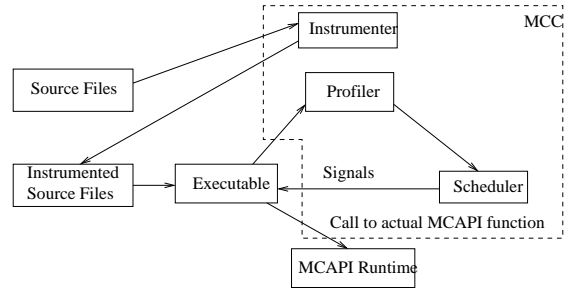 MCC
Instrumenter
Source Files
Profiler
Instrumented
Source Files
Executable
Signals
Scheduler
Call to actual MCAPI function
MCAPI Runtime